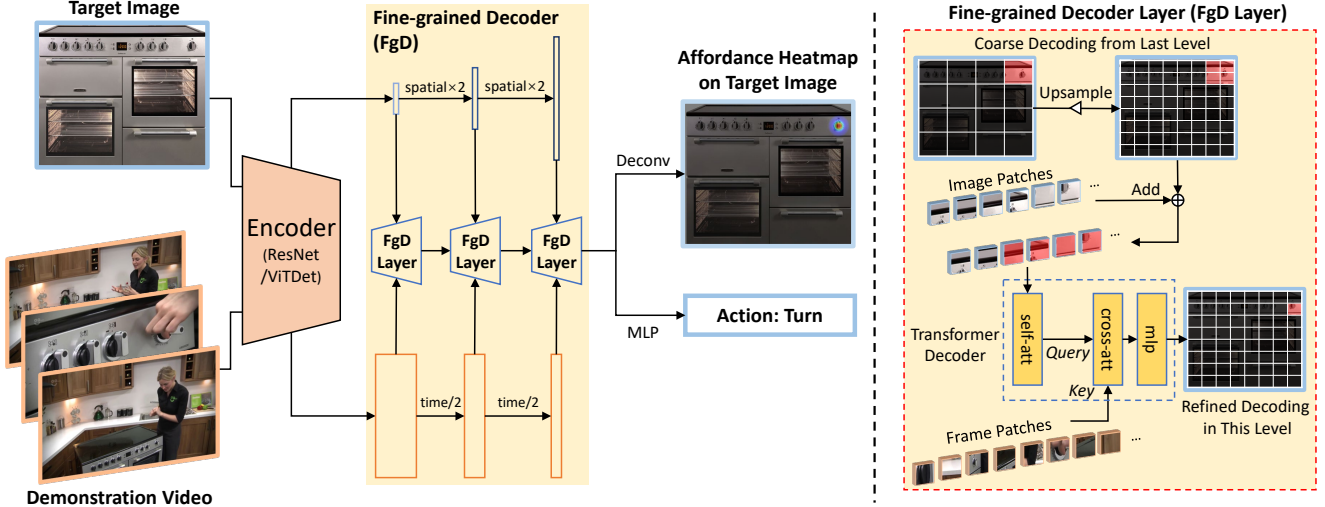 Target Image
Encoder
(ResNet
/ViTDet)
Demonstration Video
Fine-grained Decoder
(FgD)
spatial×2
spatial×2
FgD
Layer
FgD
Layer
FgD
Layer
time/2
time/2
Affordance Heatmap
on Target Image
Deconv
MLP
Action: Turn
Fine-grained Decoder Layer (FgD Layer)
Coarse Decoding from Last Level
Upsample
Image Patches
...
Add
...
Transformer
Decoder
self-att
Query
cross-att
mlp
Key
Refined Decoding
in This Level
Frame Patches
...